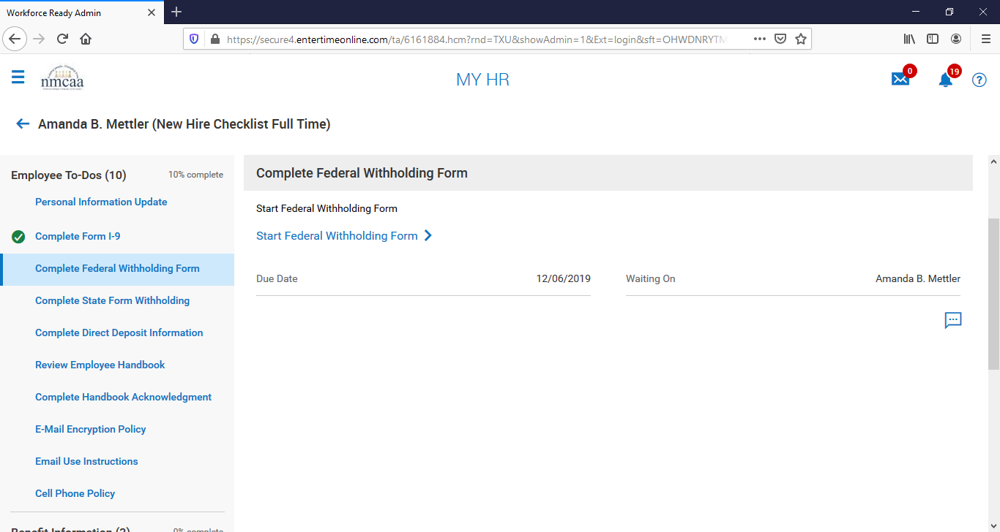 Workforce Ready Admin
https://secure4.entertimeonline.com/ta/6161884.hcm?rnd=TXU&showAdmin=1&Ext=login&sft=OHWDNRYTM
nmcaa
MY HR
0
19
Amanda B. Mettler (New Hire Checklist Full Time)
Employee To-Dos (10)
10% complete
Personal Information Update
Complete Form I-9
Complete Federal Withholding Form
Complete State Form Withholding
Complete Direct Deposit Information
Review Employee Handbook
Complete Handbook Acknowledgment
E-Mail Encryption Policy
Email Use Instructions
Cell Phone Policy
Benefit Information (2)
0% complete
Complete Federal Withholding Form
Start Federal Withholding Form
Start Federal Withholding Form
Due Date 12/06/2019
Waiting On Amanda B. Mettler